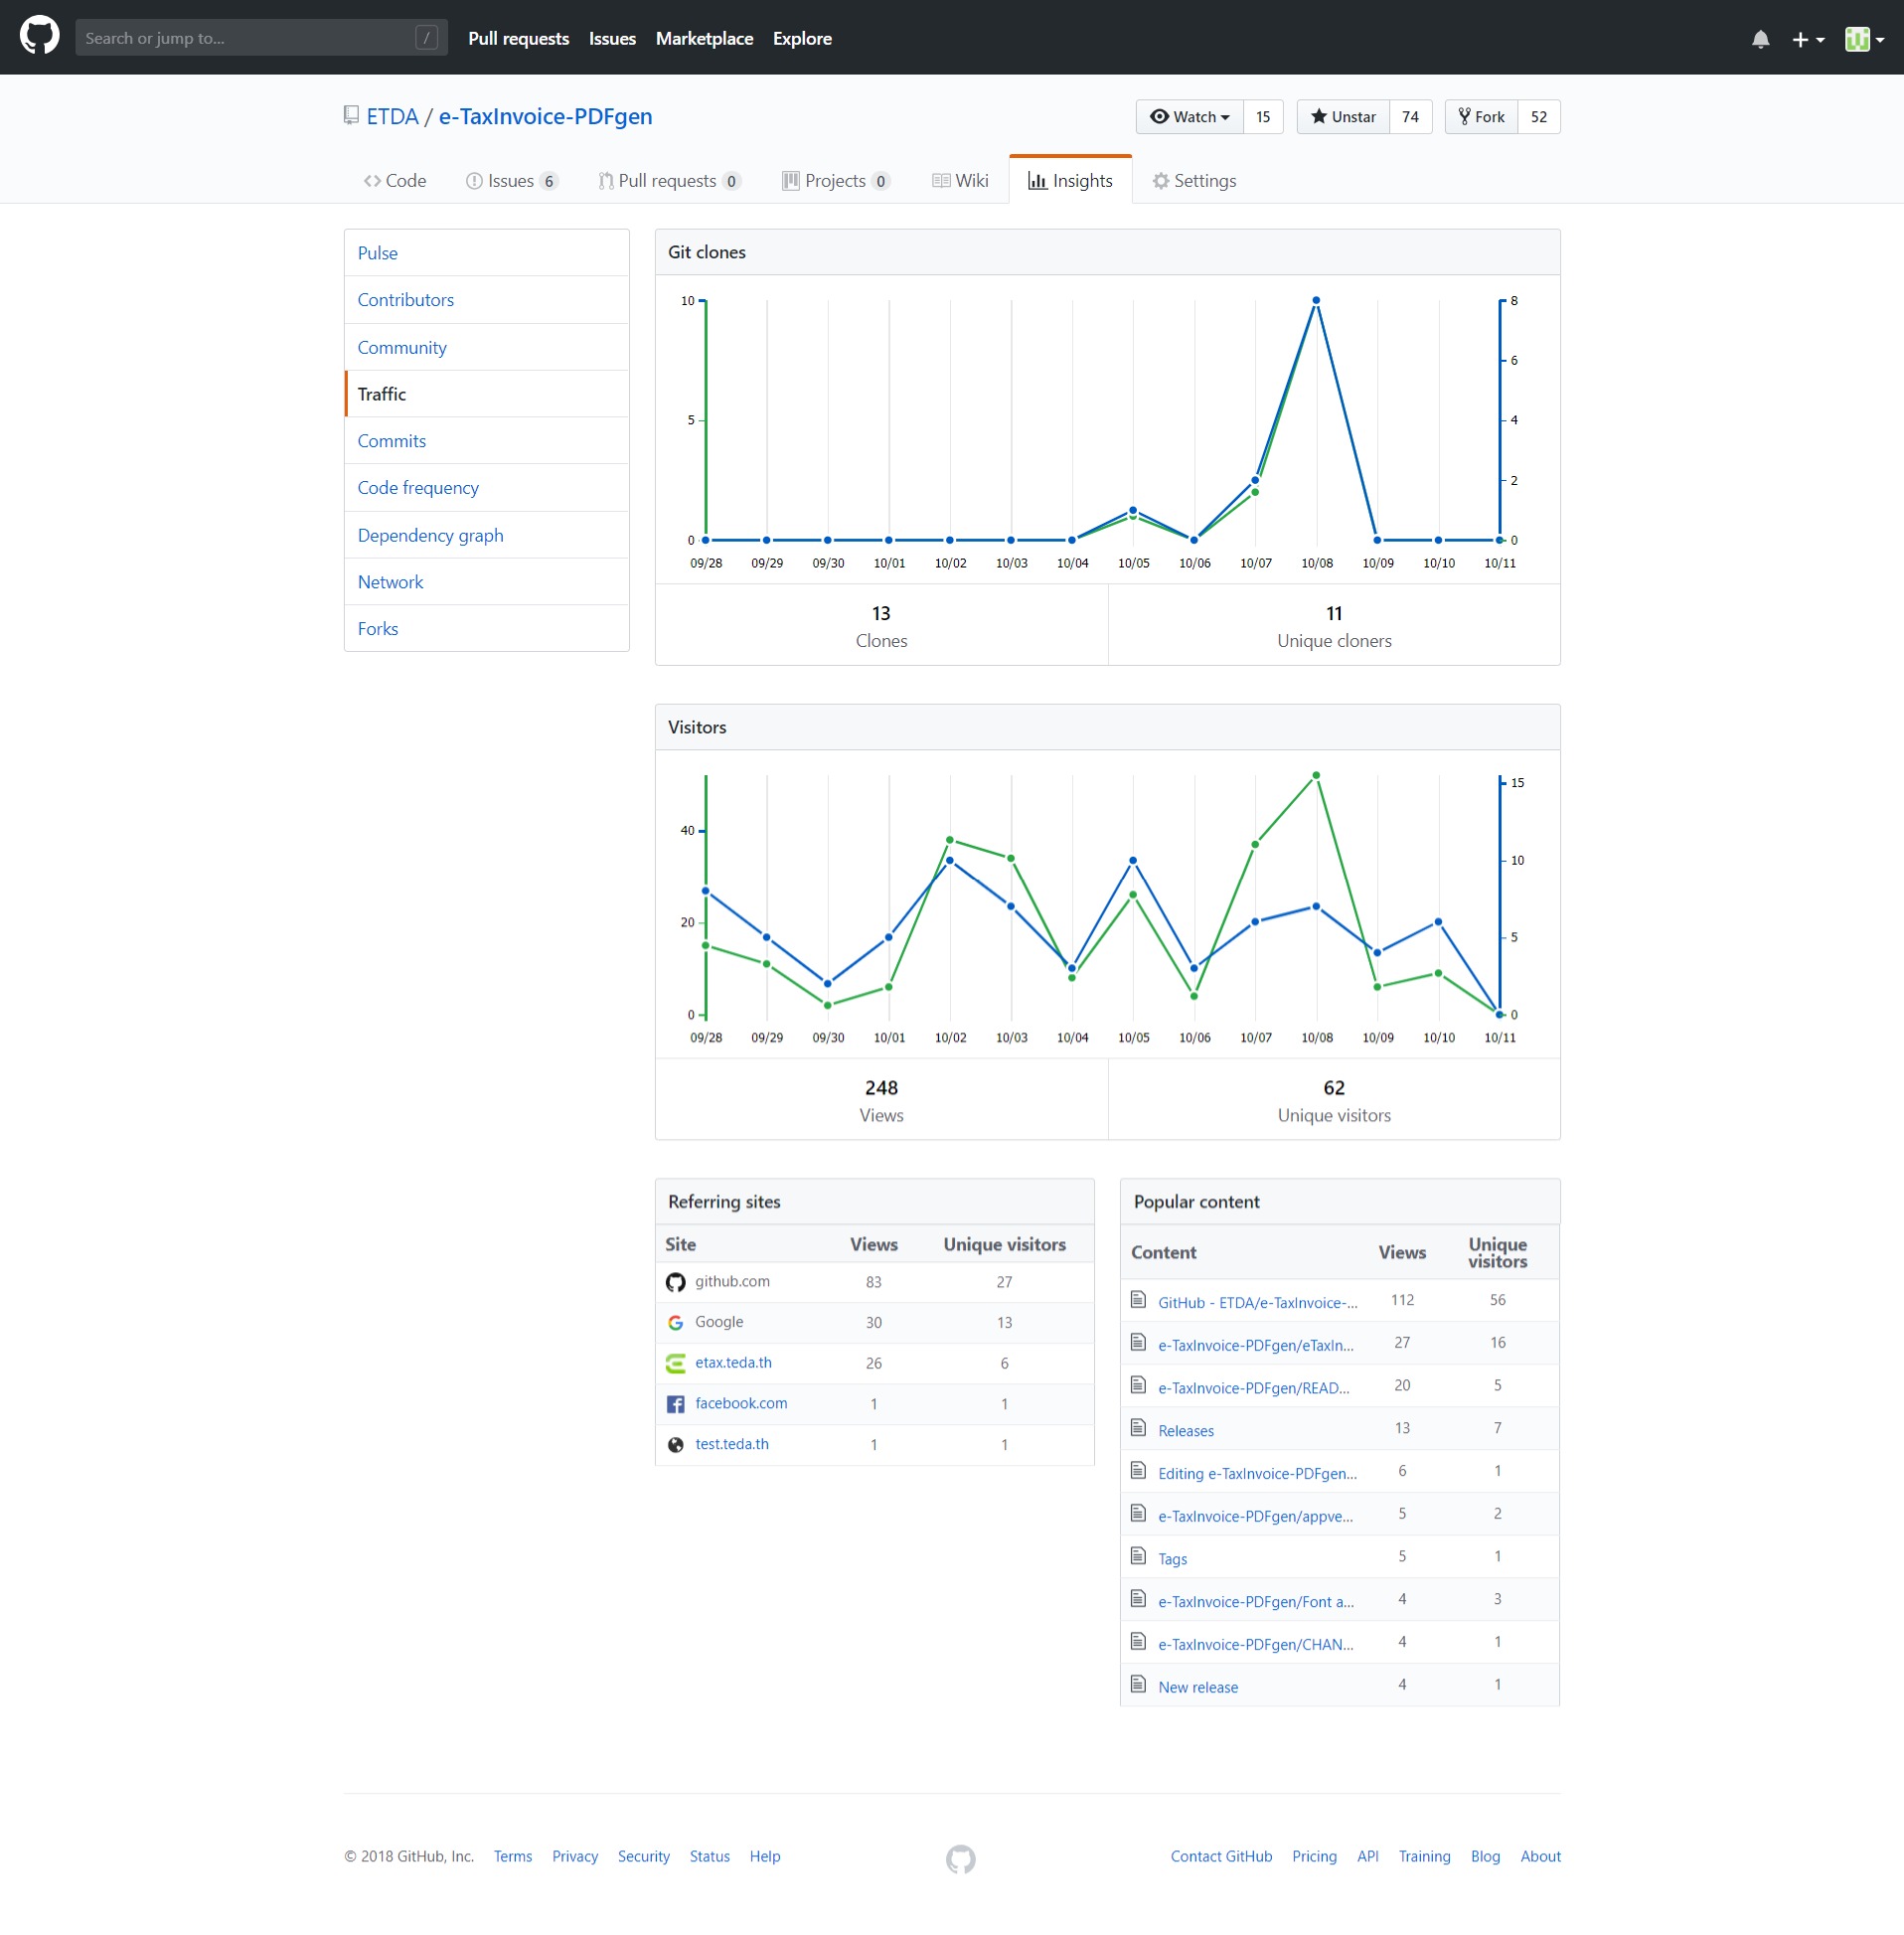 Search or jump to... /
Pull requests Issues Marketplace Explore
ETDA / e-TaxInvoice-PDFgen
Watch 15 Unstar 74 Fork 52
Code Issues 6 Pull requests 0 Projects 0 Wiki Insights Settings
Pulse
Contributors
Community
Traffic
Commits
Code frequency
Dependency graph
Network
Forks
Git clones
10 8
6
5 4
2
0 0
09/28 09/29 09/30 10/01 10/02 10/03 10/04 10/05 10/06 10/07 10/08 10/09 10/10 10/11
13 11
Clones Unique cloners
Visitors
15
40
10
20
5
0 0
09/28 09/29 09/30 10/01 10/02 10/03 10/04 10/05 10/06 10/07 10/08 10/09 10/10 10/11
248 62
Views Unique visitors
Referring sites
Site Views Unique visitors
github.com 83 27
Google 30 13
etax.teda.th 26 6
facebook.com 1 1
test.teda.th 1 1
Popular content
Content Views Unique visitors
GitHub - ETDA/e-TaxInvoice-... 112 56
e-TaxInvoice-PDFgen/eTaxIn... 27 16
e-TaxInvoice-PDFgen/READ... 20 5
Releases 13 7
Editing e-TaxInvoice-PDFgen... 6 1
e-TaxInvoice-PDFgen/appve... 5 2
Tags 5 1
e-TaxInvoice-PDFgen/Font a... 4 3
e-TaxInvoice-PDFgen/CHAN... 4 1
New release 4 1
© 2018 GitHub, Inc. Terms Privacy Security Status Help
Contact GitHub Pricing API Training Blog About